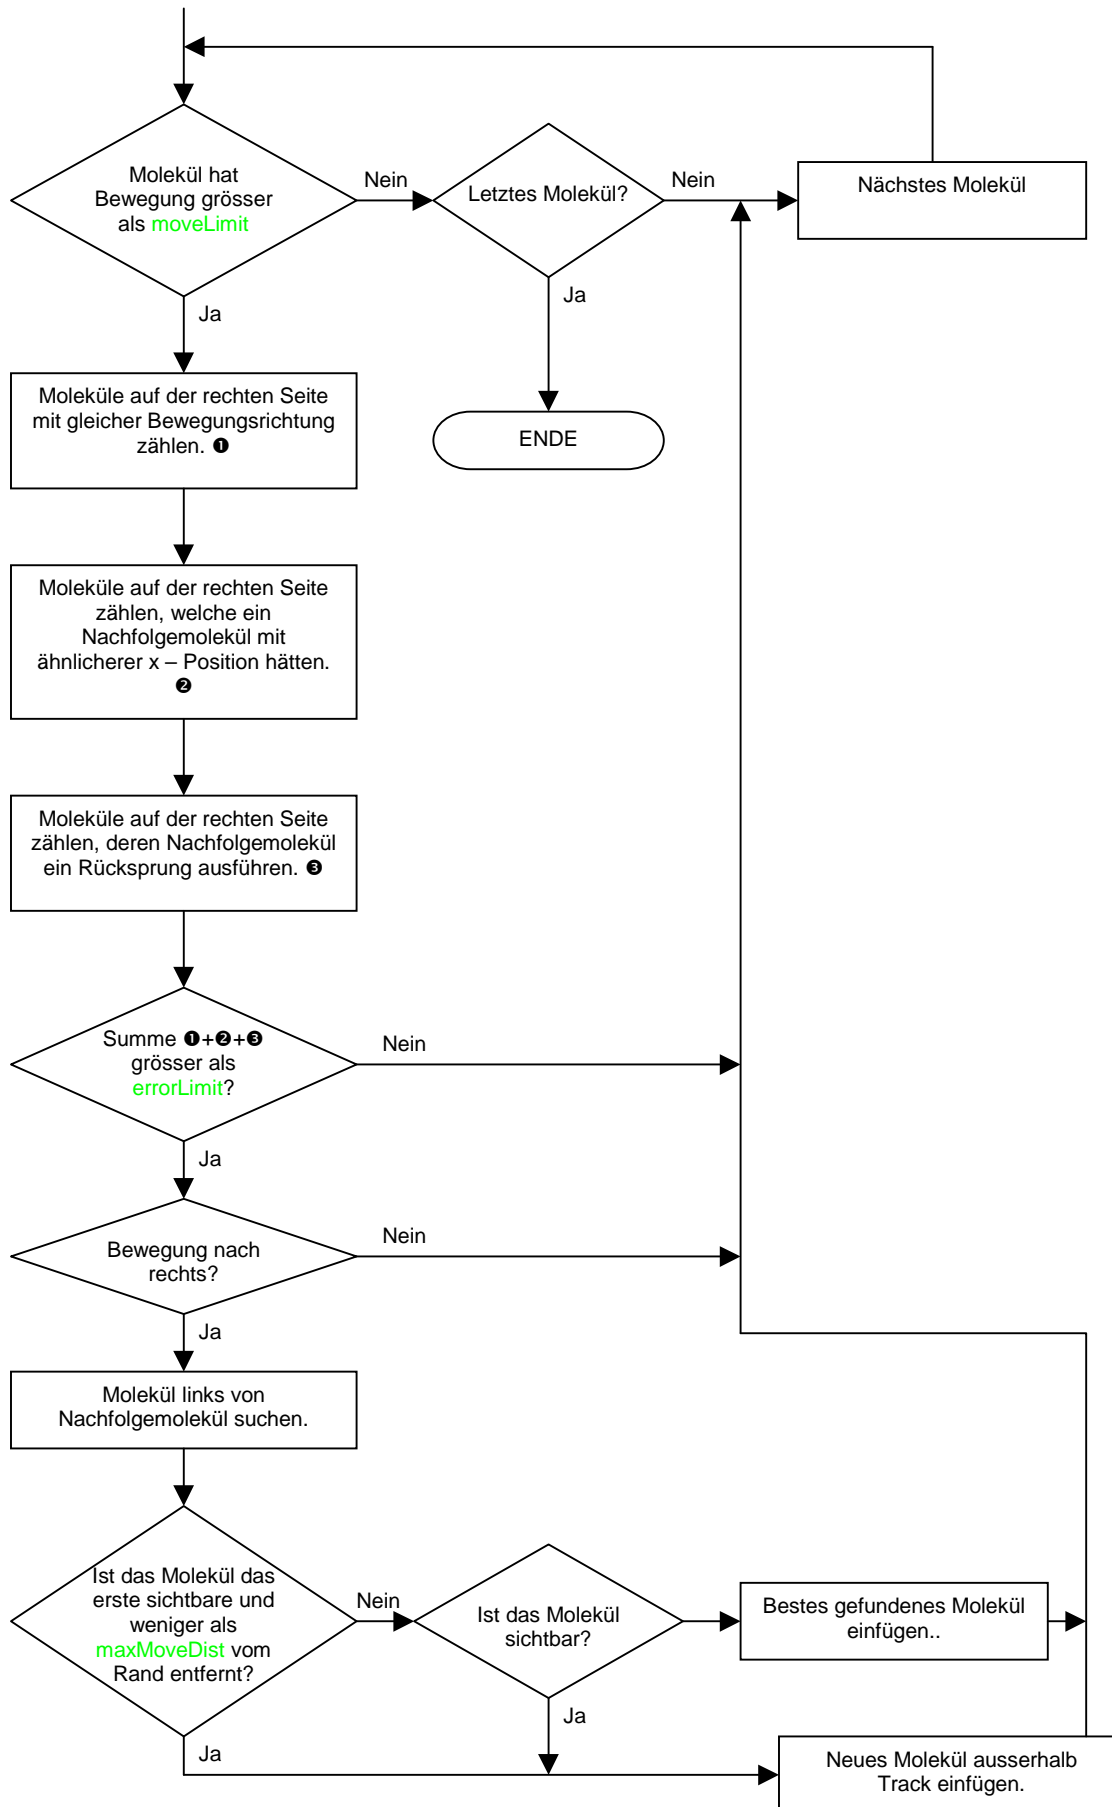 Molekül hat
Bewegung grösser
als moveLimit
Nein
Letztes Molekül?
Nein
Nächstes Molekül
Ja
Ja
Moleküle auf der rechten Seite
mit gleicher Bewegungsrichtung
zählen. ❶
ENDE
Moleküle auf der rechten Seite
zählen, welche ein
Nachfolgemolekül mit
ähnlicherer x – Position hätten.
❷
Moleküle auf der rechten Seite
zählen, deren Nachfolgemolekül
ein Rücksprung ausführen. ❸
Summe ❶+❷+❸
grösser als
errorLimit?
Nein
Ja
Bewegung nach
rechts?
Nein
Ja
Molekül links von
Nachfolgemolekül suchen.
Ist das Molekül das
erste sichtbare und
weniger als
maxMoveDist vom
Rand entfernt?
Nein
Ist das Molekül
sichtbar?
Bestes gefundenes Molekül
einfügen..
Ja
Ja
Neues Molekül ausserhalb
Track einfügen.